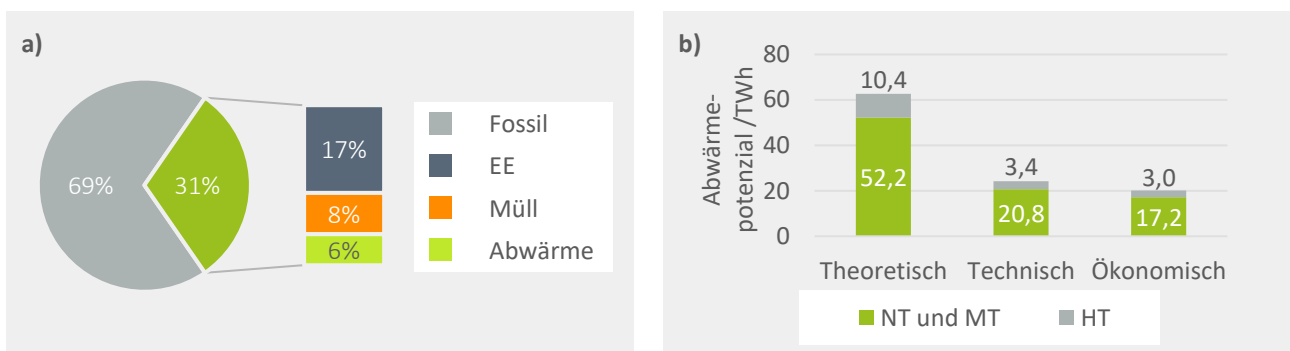 a)
69%
31%
17%
8%
6%
Fossil
EE
Müll
Abwärme
b)
Abwärme-
potenzial /TWh
80
60
40
20
0
10,4
52,2
3,4
20,8
3,0
17,2
Theoretisch
Technisch
Ökonomisch
NT und MT
HT